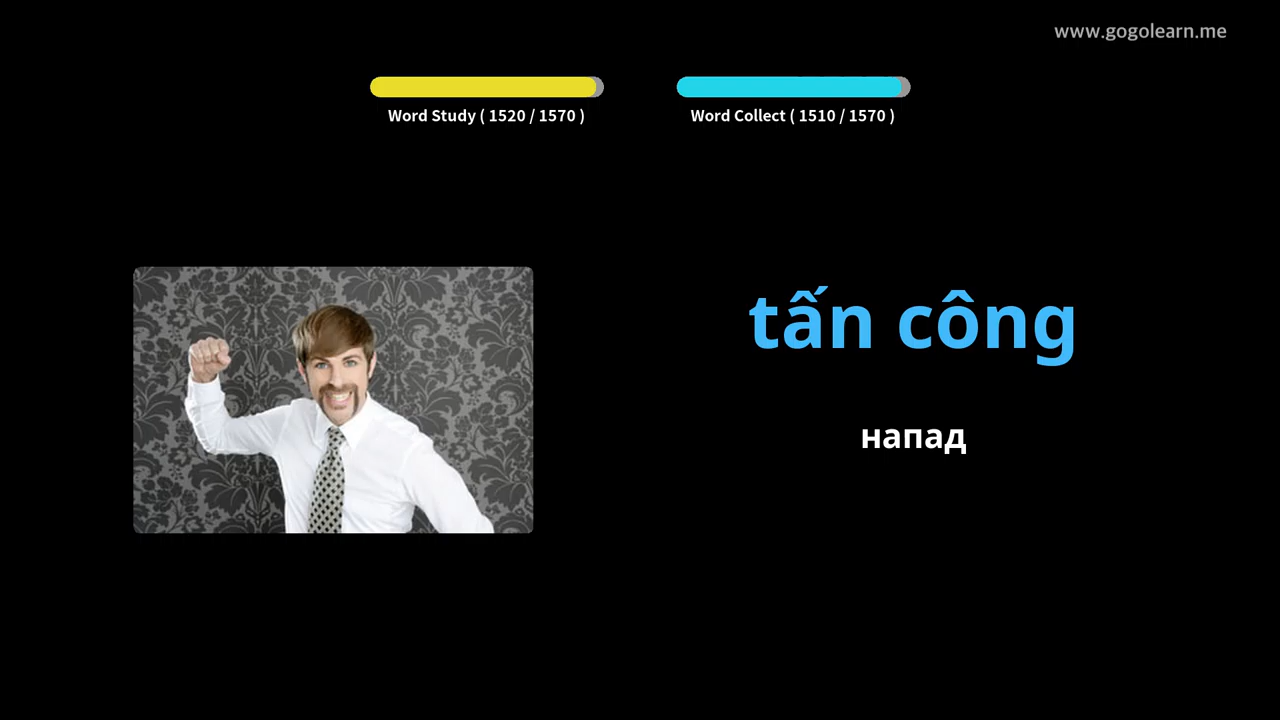 www.gogolearn.me
Word Study ( 1520 / 1570 )
Word Collect ( 1510 / 1570 )
tấn công
напад